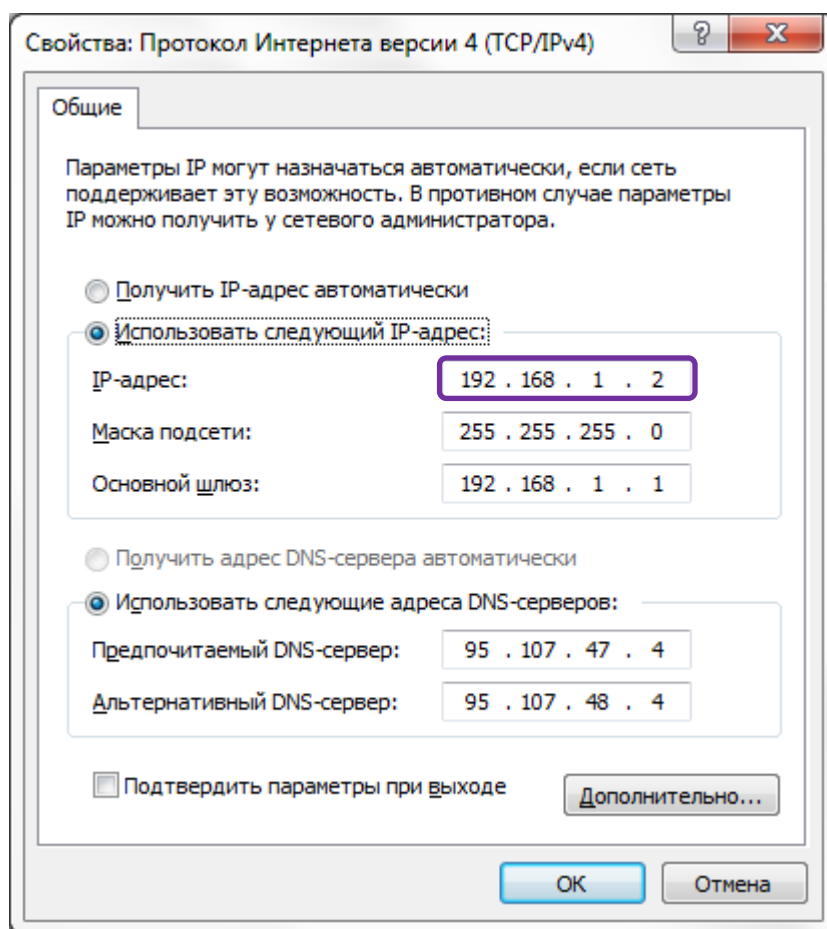 Свойства: Протокол Интернета версии 4 (TCP/IPv4)
Общие
Параметры IP могут назначаться автоматически, если сеть
поддерживает эту возможность. В противном случае параметры
IP можно получить у сетевого администратора.
Получить IP-адрес автоматически
Использовать следующий IP-адрес:
IP-адрес: 192 . 168 . 1 . 2
Маска подсети: 255 . 255 . 255 . 0
Основной шлюз: 192 . 168 . 1 . 1
Получить адрес DNS-сервера автоматически
Использовать следующие адреса DNS-серверов:
Предпочитаемый DNS-сервер: 95 . 107 . 47 . 4
Альтернативный DNS-сервер: 95 . 107 . 48 . 4
Подтвердить параметры при выходе
Дополнительно...
ОК Отмена